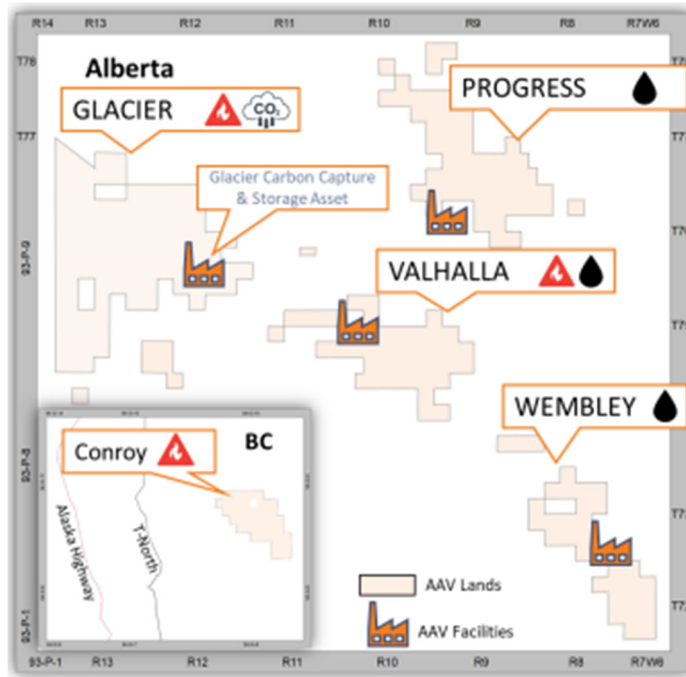 R14 R13 R12 R11 R10 R9 R8 R7W6
T78
Alberta
GLACIER
CO₂
PROGRESS
T77
Glacier Carbon Capture
& Storage Asset
93-P-9
VALHALLA
WEMBLEY
93-P-8
Conroy
BC
Alaska Highway
T-North
AAV Lands
AAV Facilities
93-P-1
93-P-1 R13 R12 R11 R10 R9 R8 R7W6